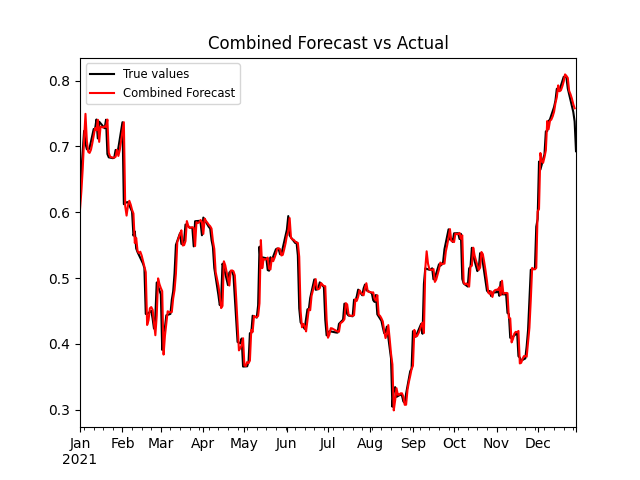 Combined Forecast vs Actual
True values
Combined Forecast
0.8
0.7
0.6
0.5
0.4
0.3
Jan Feb Mar Apr May Jun Jul Aug Sep Oct Nov Dec
2021